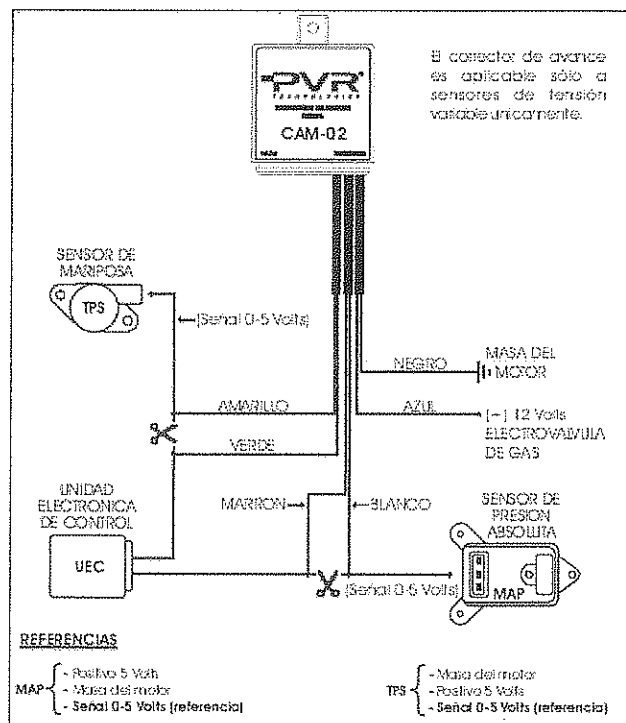 PVR
TECNOLOGICA
CAM-02
El corrector de avance
es aplicable sólo a
sensores de tensión
variable unicamente.
SENSOR DE
MARIPOSA
TPS
(Señal 0-5 Volts)
NEGRO
MASA DEL
MOTOR
AMARILLO
AZUL
(+) 12 Volts
ELECTROVALVULA
DE GAS
VERDE
UNIDAD
ELECTRONICA
DE CONTROL
UEC
MARRON
BLANCO
SENSOR DE
PRESION
ABSOLUTA
MAP
(Señal 0-5 Volts)
REFERENCIAS
MAP
- Positivo 5 Volts
- Masa del motor
- Señal 0-5 Volts (referencia)
TPS
- Masa del motor
- Positivo 5 Volts
- Señal 0-5 Volts (referencia)